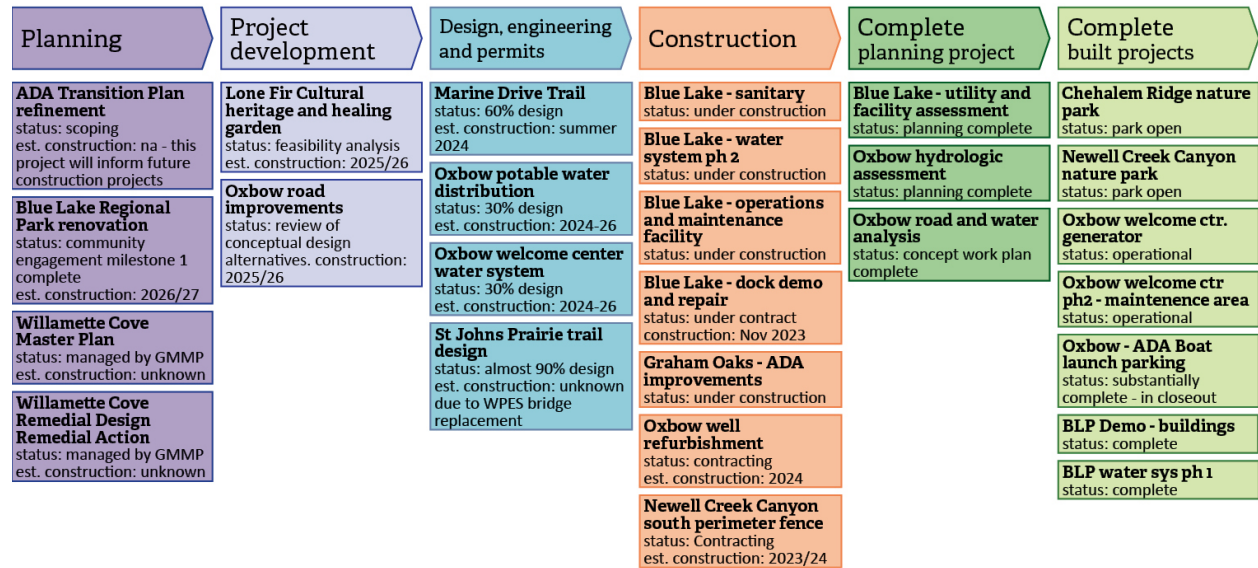 Planning
ADA Transition Plan
refinement
status: scoping
est. construction: na - this
project will inform future
construction projects
Blue Lake Regional
Park renovation
status: community
engagement milestone 1
complete
est. construction: 2026/27
Willamette Cove
Master Plan
status: managed by GMMP
est. construction: unknown
Willamette Cove
Remedial Design
Remedial Action
status: managed by GMMP
est. construction: unknown
Project
development
Lone Fir Cultural
heritage and healing
garden
status: feasibility analysis
est. construction: 2025/26
Oxbow road
improvements
status: review of
conceptual design
alternatives. construction:
2025/26
Design, engineering
and permits
Marine Drive Trail
status: 60% design
est. construction: summer
2024
Oxbow potable water
distribution
status: 30% design
est. construction: 2024-26
Oxbow welcome center
water system
status: 30% design
est. construction: 2024-26
St Johns Prairie trail
design
status: almost 90% design
est. construction: unknown
due to WPES bridge
replacement
Construction
Blue Lake - sanitary
status: under construction
Blue Lake - water
system ph 2
status: under construction
Blue Lake - operations
and maintenance
facility
status: under construction
Blue Lake - dock demo
and repair
status: under contract
construction: Nov 2023
Graham Oaks - ADA
improvements
status: under construction
Oxbow well
refurbishment
status: contracting
est. construction: 2024
Newell Creek Canyon
south perimeter fence
status: Contracting
est. construction: 2023/24
Complete
planning project
Blue Lake - utility and
facility assessment
status: planning complete
Oxbow hydrologic
assessment
status: planning complete
Oxbow road and water
analysis
status: concept work plan
complete
Complete
built projects
Chehalem Ridge nature
park
status: park open
Newell Creek Canyon
nature park
status: park open
Oxbow welcome ctr.
generator
status: operational
Oxbow welcome ctr
ph2 - maintenence area
status: operational
Oxbow - ADA Boat
launch parking
status: substantially
complete - in closeout
BLP Demo - buildings
status: complete
BLP water sys ph 1
status: complete